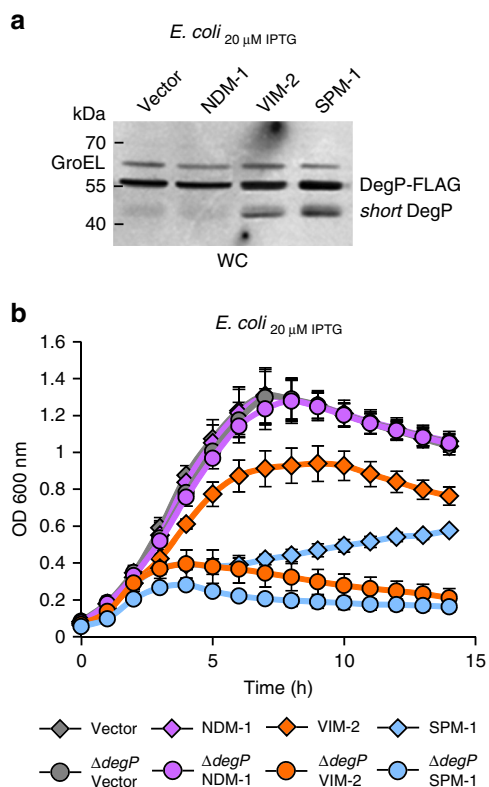 a
E. coli 20 μM IPTG
Vector NDM-1 VIM-2 SPM-1
kDa
70
GroEL
55
40
DegP-FLAG
short DegP
WC
b
E. coli 20 μM IPTG
OD 600 nm
1.6
1.4
1.2
1
0.8
0.6
0.4
0.2
0
0 5 10 15
Time (h)
Vector NDM-1 VIM-2 SPM-1
ΔdegP ΔdegP ΔdegP ΔdegP
Vector NDM-1 VIM-2 SPM-1